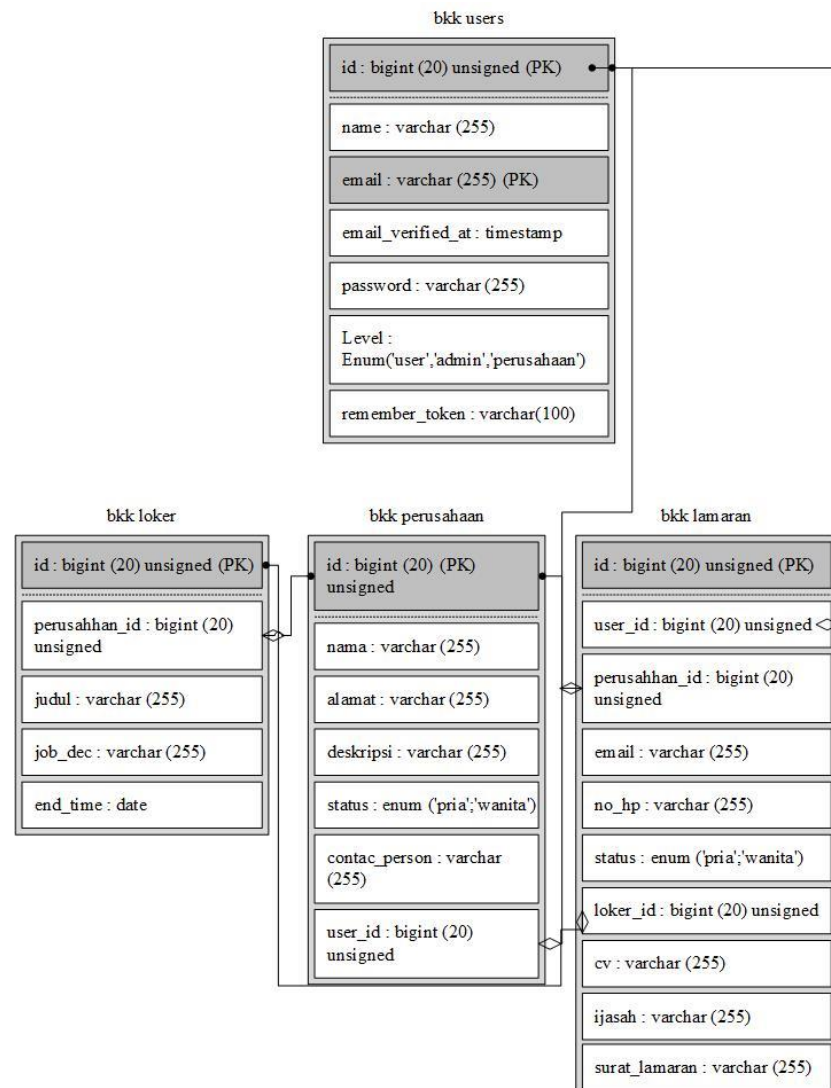 bkk users
id : bigint (20) unsigned (PK)
name : varchar (255)
email : varchar (255) (PK)
email_verified_at : timestamp
password : varchar (255)
Level :
Enum('user','admin','perusahaan')
remember_token : varchar(100)
bkk loker
id : bigint (20) unsigned (PK)
perusahhan_id : bigint (20)
unsigned
judul : varchar (255)
job_dec : varchar (255)
end_time : date
bkk perusahaan
id : bigint (20) (PK)
unsigned
nama : varchar (255)
alamat : varchar (255)
deskripsi : varchar (255)
status : enum ('pria';'wanita')
contac_person : varchar
(255)
user_id : bigint (20)
unsigned
bkk lamaran
id : bigint (20) unsigned (PK)
user_id : bigint (20) unsigned
perusahhan_id : bigint (20)
unsigned
email : varchar (255)
no_hp : varchar (255)
status : enum ('pria';'wanita')
loker_id : bigint (20) unsigned
cv : varchar (255)
ijasah : varchar (255)
surat_lamaran : varchar (255)